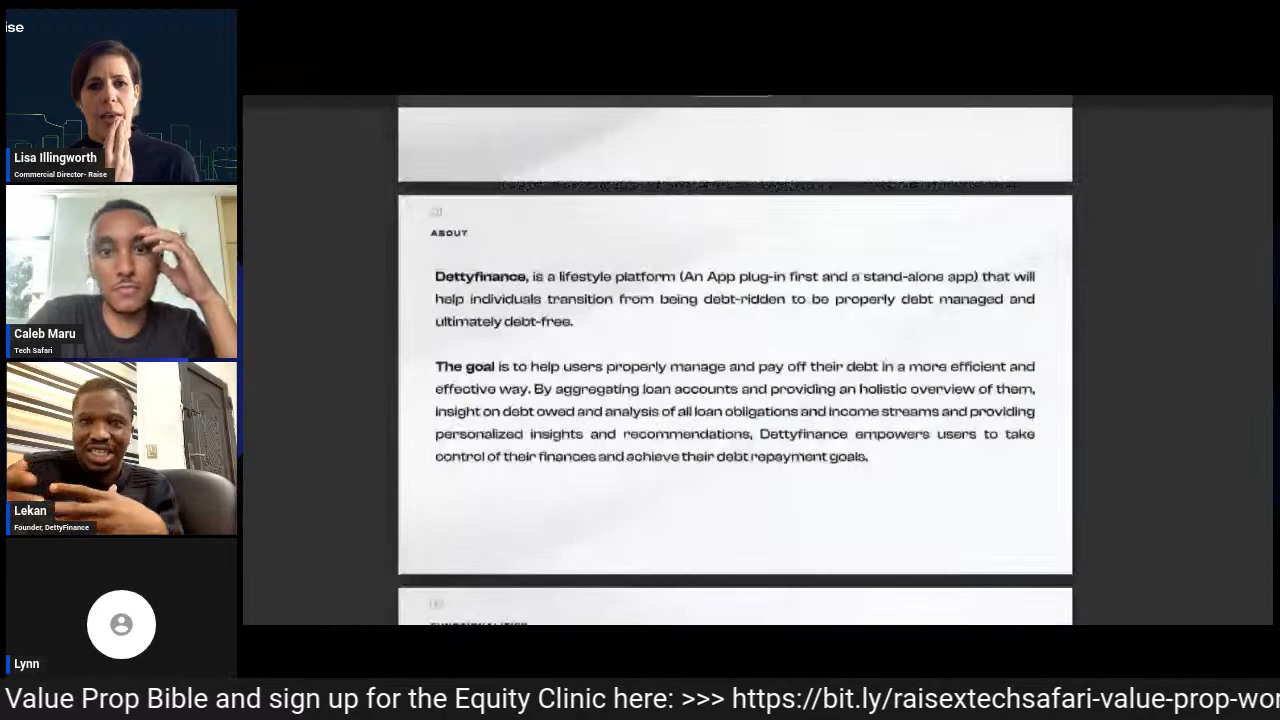 ise
Lisa Illingworth
Commercial Director- Raise
Caleb Maru
Tech Safari
Lekan
Founder, DettyFinance
Lynn
ABOUT
Dettyfinance, is a lifestyle platform (An App plug-in first and a stand-alone app) that will
help individuals transition from being debt-ridden to be properly debt managed and
ultimately debt-free.
The goal is to help users properly manage and pay off their debt in a more efficient and
effective way. By aggregating loan accounts and providing an holistic overview of them,
insight on debt owed and analysis of all loan obligations and income streams and providing
personalized insights and recommendations, Dettyfinance empowers users to take
control of their finances and achieve their debt repayment goals.
Value Prop Bible and sign up for the Equity Clinic here: >>> https://bit.ly/raisextechsafari-value-prop-wor